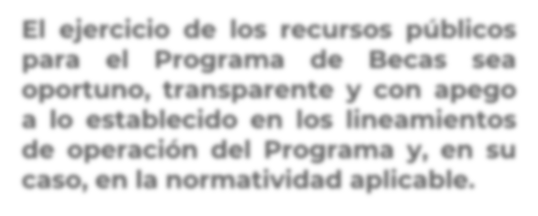 El ejercicio de los recursos públicos
para el Programa de Becas sea
oportuno, transparente y con apego
a lo establecido en los lineamientos
de operación del Programa y, en su
caso, en la normatividad aplicable.